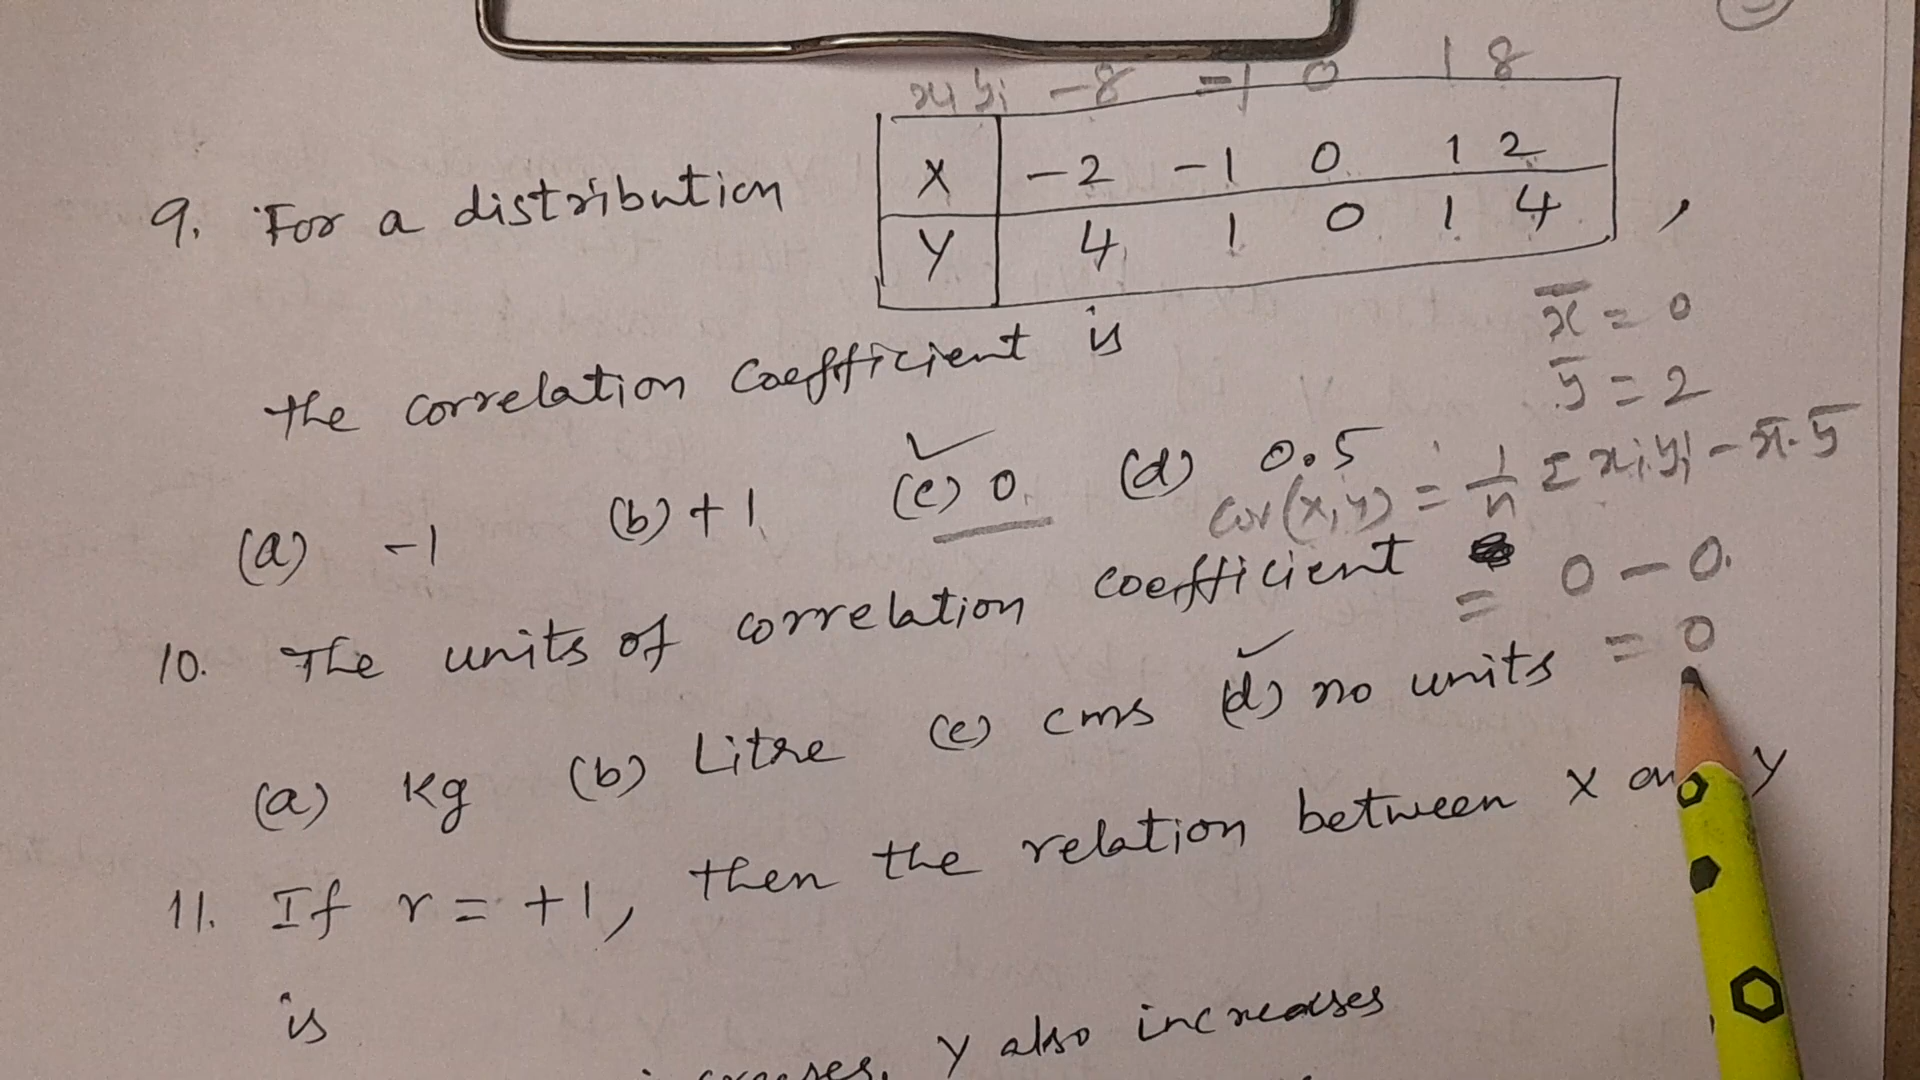 xiyi -8 -1 0 1 8
9. For a distribution
X -2 -1 0 1 2
Y 4 1 0 1 4 ,
the correlation coefficient is
x̄ = 0
ȳ = 2
(a) -1 (b) +1 (c) 0 (d) 0.5
cov(x,y) = 1/n Σ xiyi - x̄.ȳ
10. The units of correlation coefficient
= 0 - 0.
= 0
(a) Kg (b) Litre (c) cms (d) no units
11. If r = +1, then the relation between X and Y
is
Y also increases